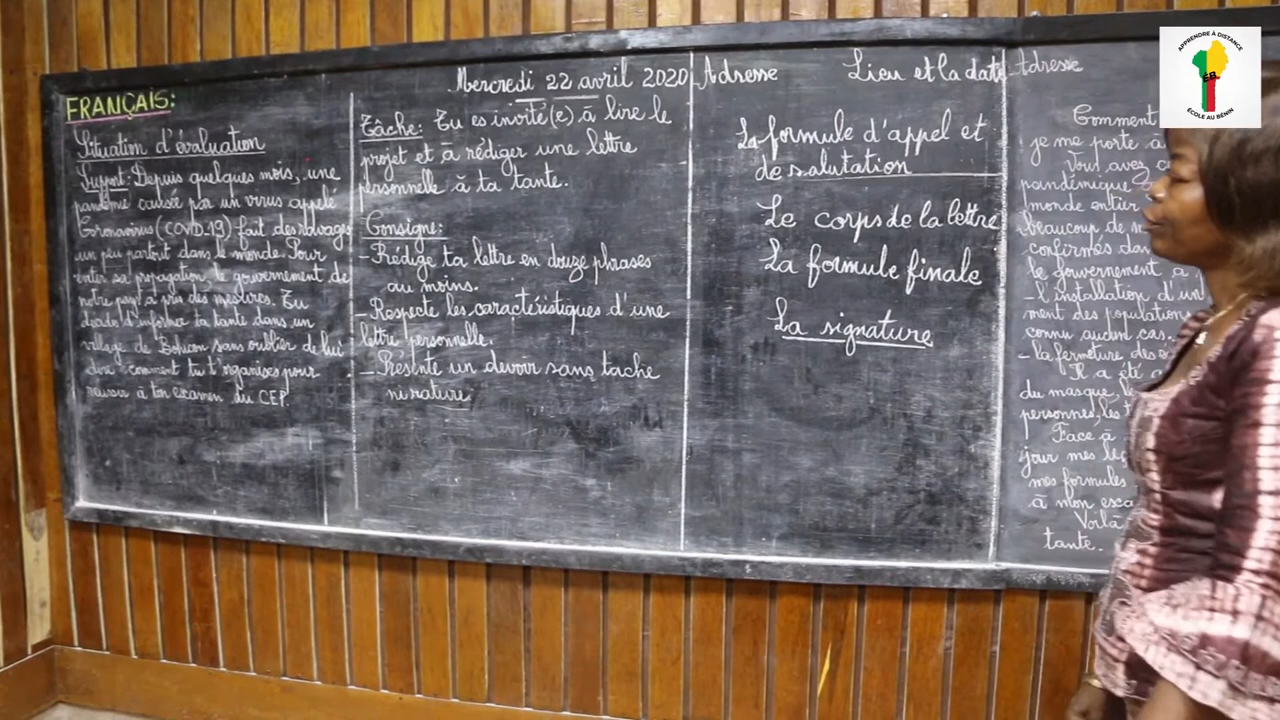 FRANÇAIS:
Situation d'évaluation
Support: Depuis quelques mois, une
pandémie causée par un virus appelé
Coronavirus (COVID-19) fait des ravages
un peu partout dans le monde. Pour
éviter sa propagation, le gouvernement de
notre pays a pris des mesures. Tu
décide d'informer ta tante dans un
village de Bohicon sans oublier de lui
dire comment tu t'organises pour
réussir à ton examen du CEP.
Mercredi 22 avril 2020
Tâche: Tu es invité(e) à lire le
projet et à rédiger une lettre
personnelle à ta tante.
Consigne:
- Rédige ta lettre en douze phrases
au moins.
- Respecte les caractéristiques d'une
lettre personnelle.
- Présente un devoir sans tache
ni rature.
Adresse Lieu et la date
La formule d'appel et
de salutation
Le corps de la lettre
La formule finale
La signature
Adresse
Comment
je me porte à
Vous avez
pandémique
monde entier
beaucoup de
confirmés
le gouvernement a
- l'installation d'un
ment des populations
connu aucun cas.
- la fermeture des
Il a été
du masque,
personnes, les
Face à
jour mes
mes formules
à mon
Voilà
tante.
APPRENDRE À DISTANCE
EB
ÉCOLE AU BÉNIN